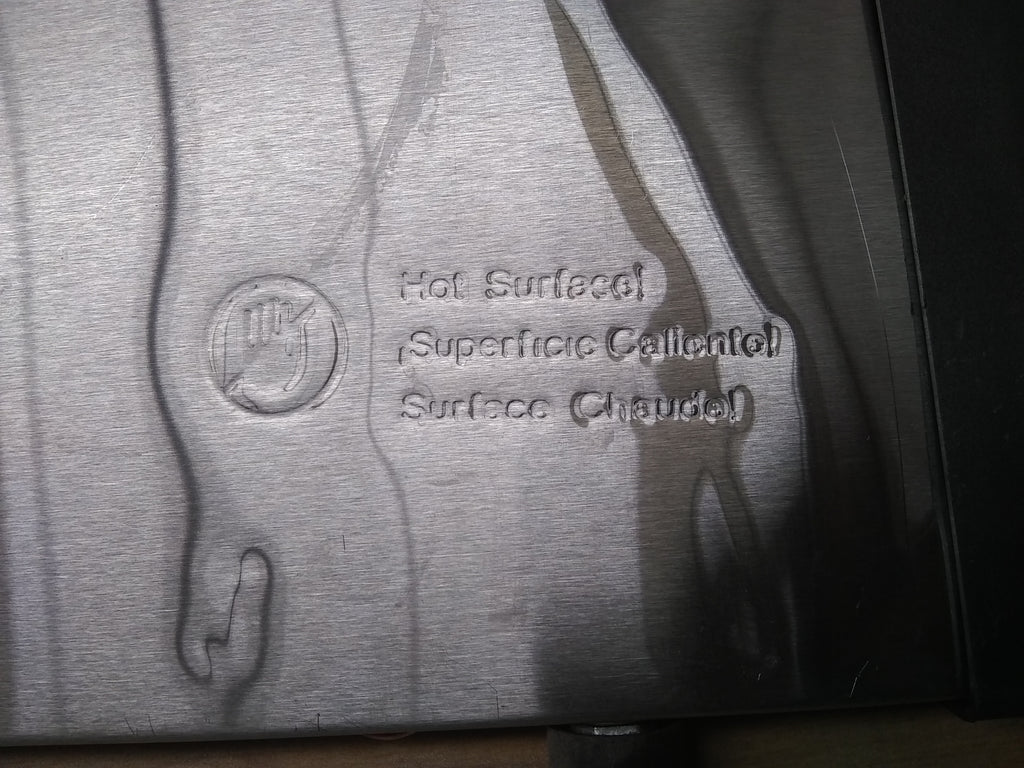 Hot Surface!
¡Superficie Caliente!
Surface Chaude!